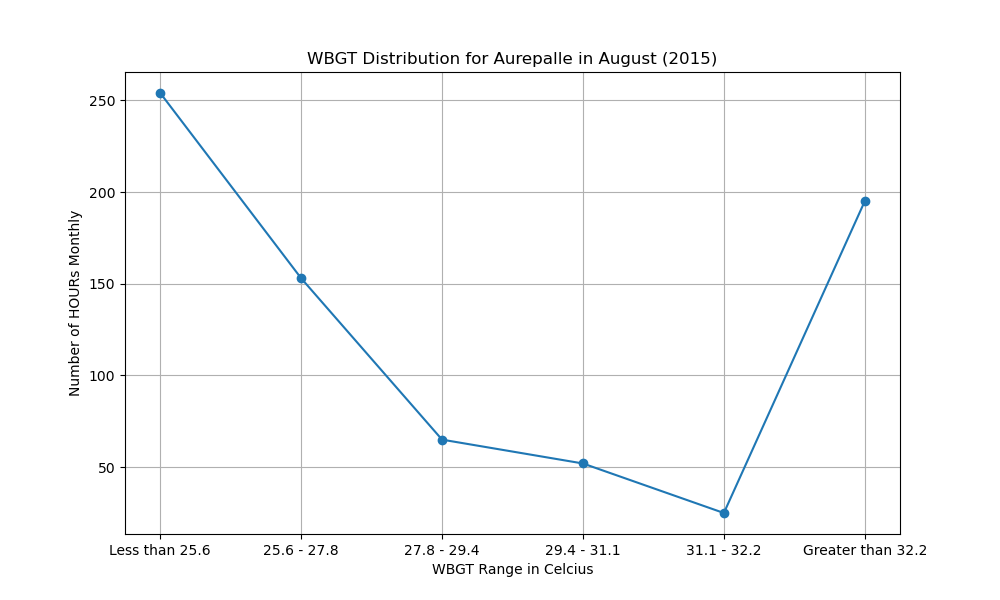 WBGT Distribution for Aurepalle in August (2015)
Number of HOURs Monthly
250
200
150
100
50
Less than 25.6
25.6 - 27.8
27.8 - 29.4
29.4 - 31.1
31.1 - 32.2
Greater than 32.2
WBGT Range in Celcius